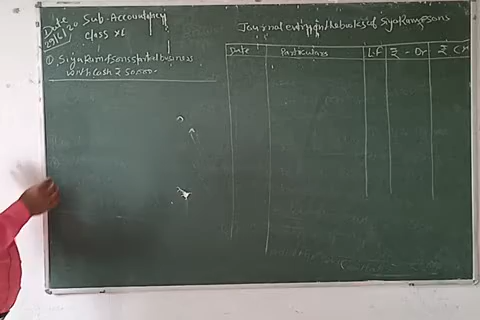 Date
29/6/20
Sub-Accountancy
class XI
① Siya Ram & sons started business
with cash ₹ 50,000-
Journal entry in the books of Siya Ram & sons
Date Particulars L.F ₹ - Dr ₹ Cr